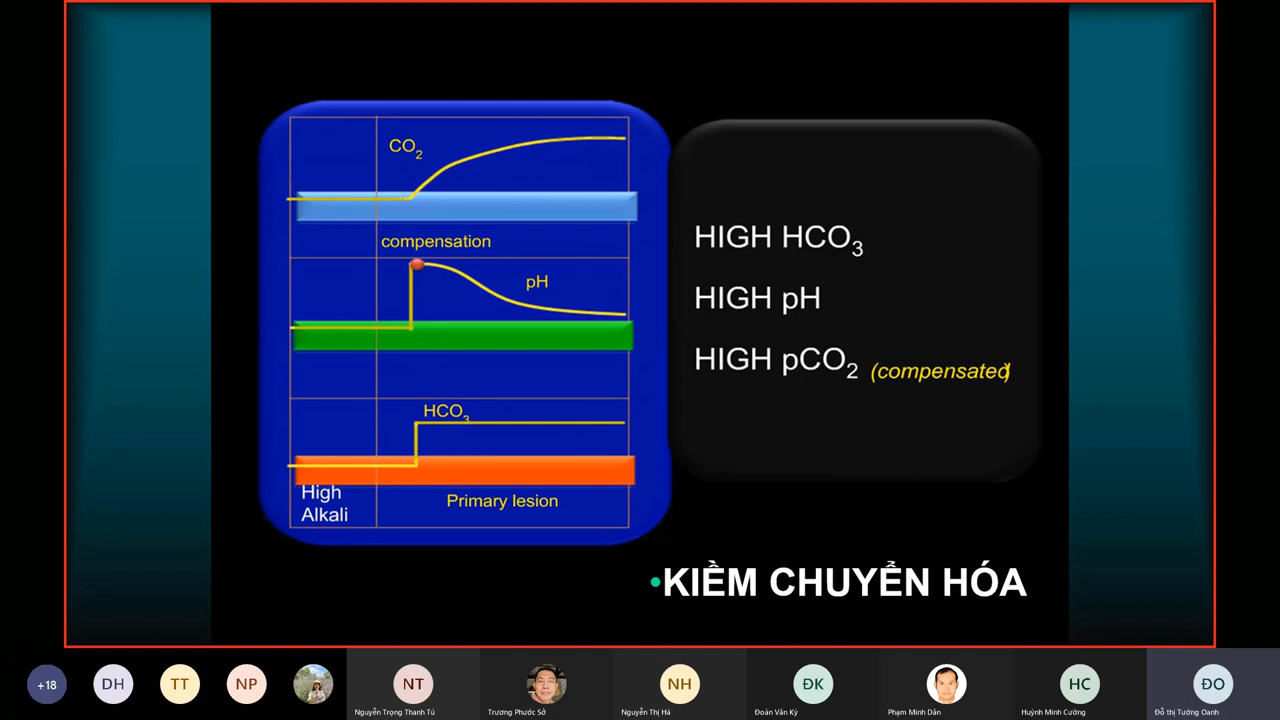 CO2
compensation
pH
HCO3
High
Alkali
Primary lesion
HIGH HCO3
HIGH pH
HIGH pCO2 (compensated)
•KIỀM CHUYỂN HÓA
+18
DH
TT
NP
NT
NH
ĐK
HC
ĐO
Nguyễn Trọng Thanh Tú
Trương Phước Sở
Nguyễn Thị Hà
Đoàn Văn Kỳ
Phạm Minh Dân
Huỳnh Minh Cường
Đỗ thị Tường Oanh